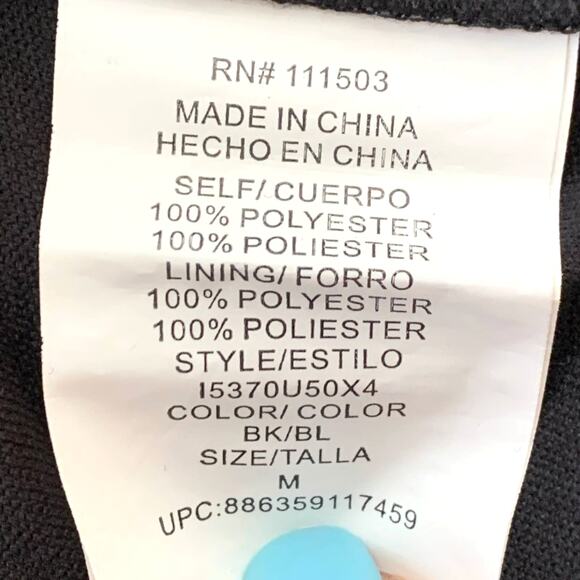 RN# 111503
MADE IN CHINA
HECHO EN CHINA
SELF/ CUERPO
100% POLYESTER
100% POLIESTER
LINING/ FORRO
100% POLYESTER
100% POLIESTER
STYLE/ESTILO
I5370U50X4
COLOR/ COLOR
BK/BL
SIZE/TALLA
M
UPC:886359117459